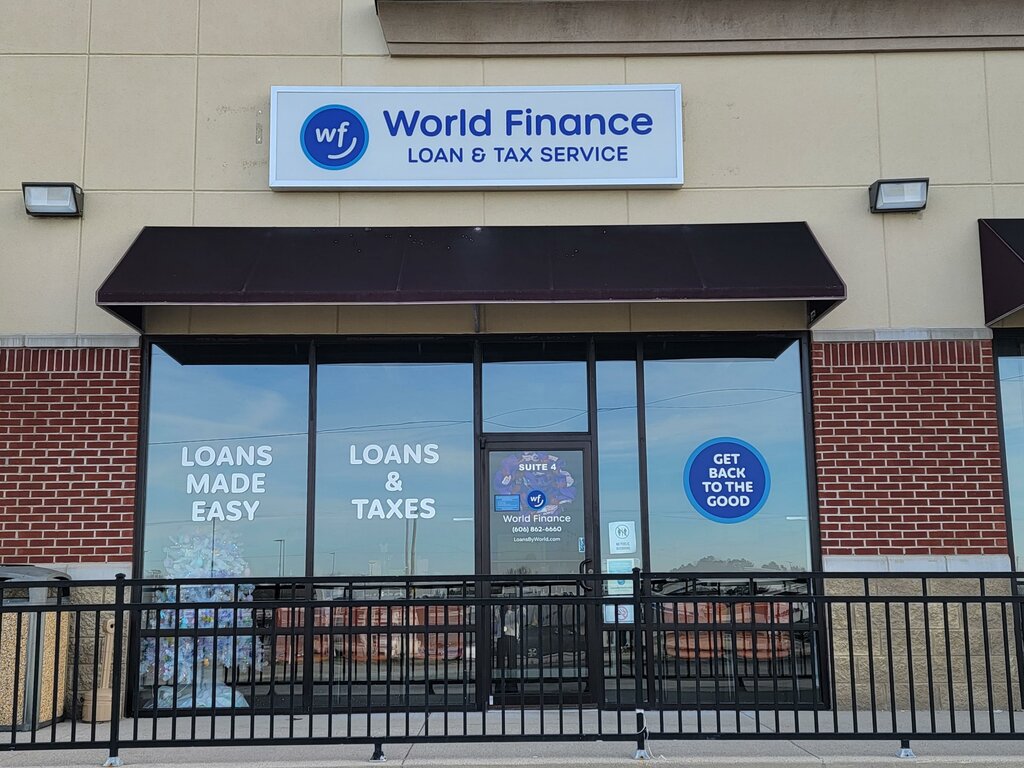 wf
World Finance
LOAN & TAX SERVICE
LOANS
MADE
EASY
LOANS
&
TAXES
SUITE 4
wf
World Finance
(606) 862-6660
LoansByWorld.com
GET
BACK
TO THE
GOOD